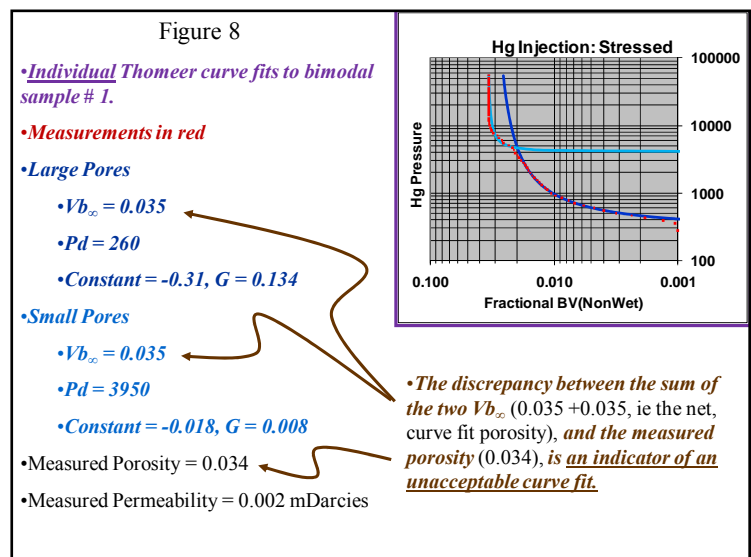 Figure 8
•Individual Thomeer curve fits to bimodal
sample # 1.
•Measurements in red
•Large Pores
•Vb∞ = 0.035
•Pd = 260
•Constant = -0.31, G = 0.134
•Small Pores
•Vb∞ = 0.035
•Pd = 3950
•Constant = -0.018, G = 0.008
•Measured Porosity = 0.034
•Measured Permeability = 0.002 mDarcies
Hg Injection: Stressed
100000
10000
1000
100
Hg Pressure
0.100 0.010 0.001
Fractional BV(NonWet)
•The discrepancy between the sum of
the two Vb∞ (0.035 +0.035, ie the net,
curve fit porosity), and the measured
porosity (0.034), is an indicator of an
unacceptable curve fit.